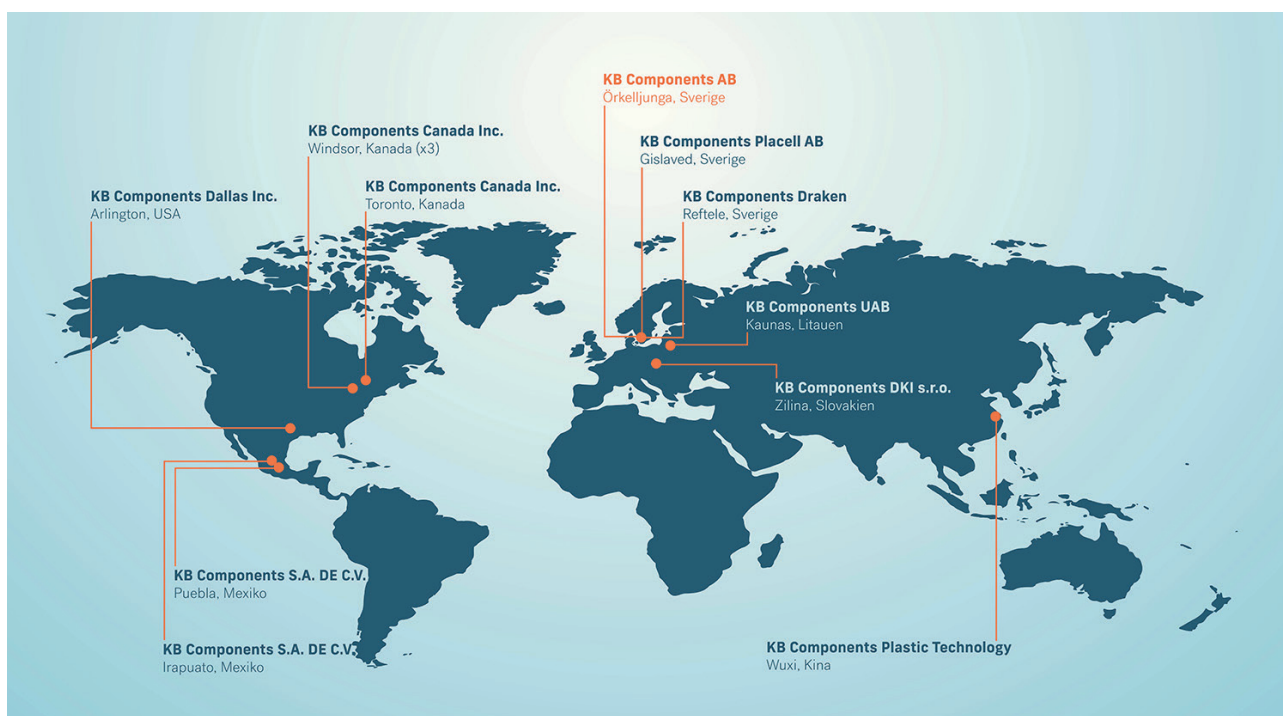 KB Components AB
Örkelljunga, Sverige
KB Components Canada Inc.
Windsor, Kanada (x3)
KB Components Placell AB
Gislaved, Sverige
KB Components Canada Inc.
Toronto, Kanada
KB Components Dallas Inc.
Arlington, USA
KB Components Draken
Reftele, Sverige
KB Components UAB
Kaunas, Litauen
KB Components DKI s.r.o.
Zilina, Slovakien
KB Components S.A. DE C.V.
Puebla, Mexiko
KB Components S.A. DE C.V.
Irapuato, Mexiko
KB Components Plastic Technology
Wuxi, Kina